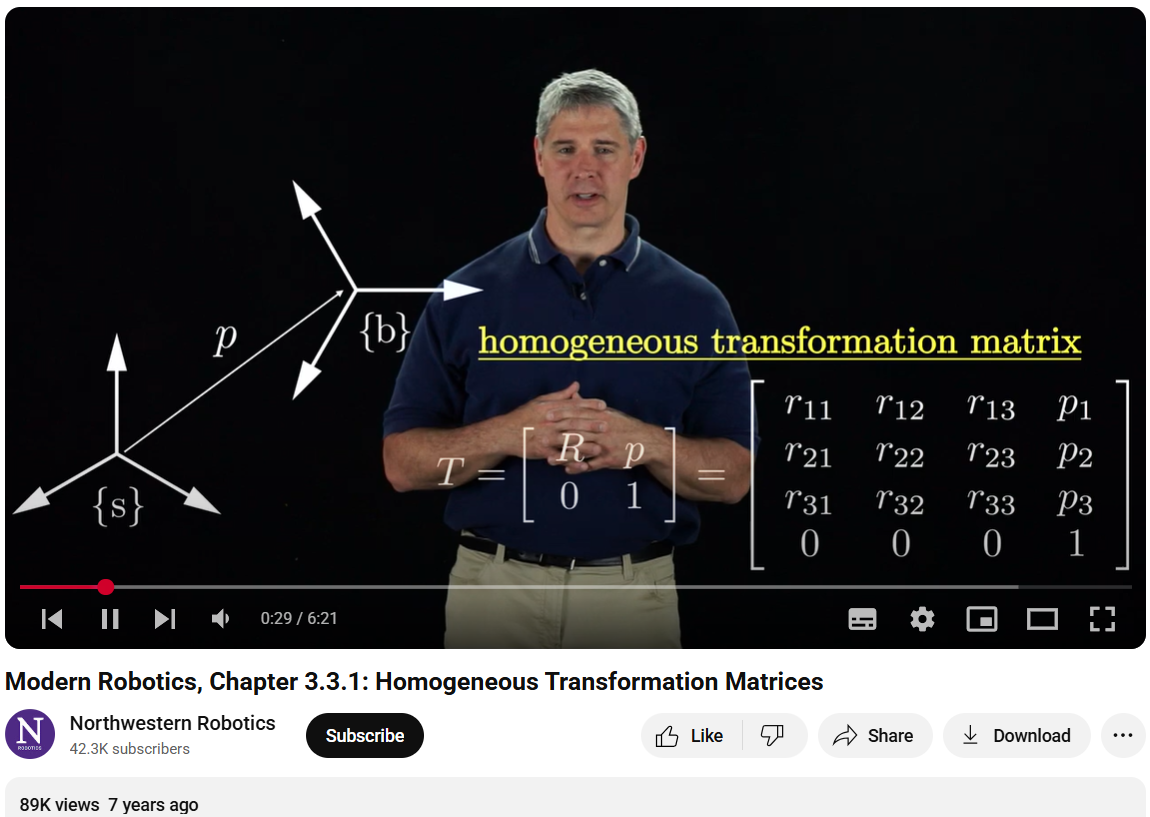 p
{b}
{s}
homogeneous transformation matrix
T = [ R p ] = [ r11 r12 r13 p1 ]
[ 0 1 ] [ r21 r22 r23 p2 ]
[ r31 r32 r33 p3 ]
[ 0 0 0 1 ]
0:29 / 6:21
Modern Robotics, Chapter 3.3.1: Homogeneous Transformation Matrices
N
ROBOTICS
Northwestern Robotics
42.3K subscribers
Subscribe
Like
Share
Download
89K views 7 years ago